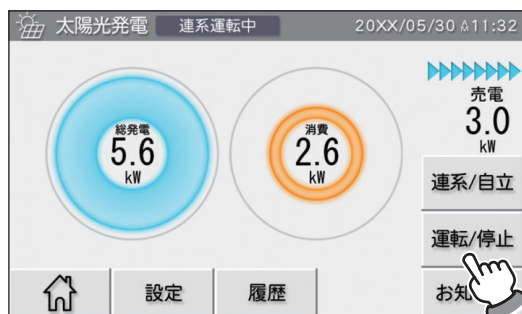 太陽光発電 連系運転中 20XX/05/30 11:32
売電
3.0
kW
総発電
5.6
kW
消費
2.6
kW
連系/自立
運転/停止
設定
履歴
お知